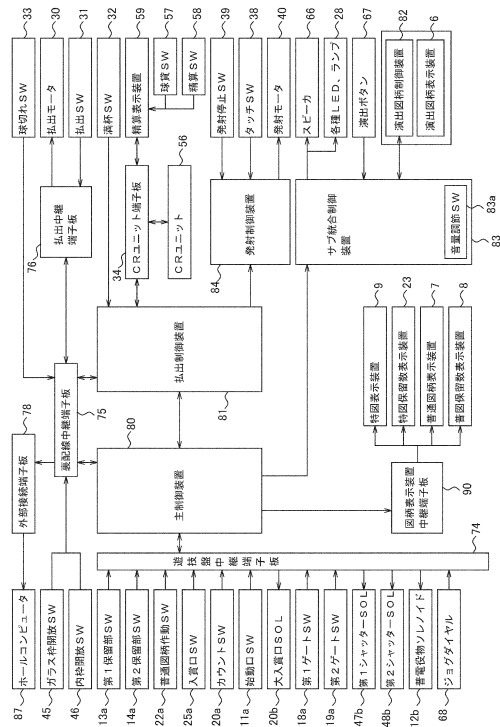 87 ホールコンピュータ
45 ガラス枠開放SW
46 内枠開放SW
13a 第1保留部SW
14a 第2保留部SW
22a 普通図柄作動SW
25a 入賞口SW
20a カウントSW
11a 始動口SW
20b 大入賞口SOL
18a 第1ゲートSW
19a 第2ゲートSW
47b 第1シャッターSOL
48b 第2シャッターSOL
12b 普電役物ソレノイド
68 ジョグダイヤル
遊技盤中継端子板
74
外部接続端子板
78
裏配線中継端子板
75
主制御装置
80
払出制御装置
81
払出中継
端子板
76
CRユニット端子板
34
CRユニット
56
発射制御装置
84
サブ統合制御
装置
音量調節SW
83a
83
図柄表示装置
中継端子板
90
特図表示装置
9
特図保留数表示装置
23
普通図柄表示装置
7
普図保留数表示装置
8
球切れSW
33
払出モータ
30
払出SW
31
満杯SW
32
精算表示装置
59
球貸SW
57
精算SW
58
発射停止SW
39
タッチSW
38
発射モータ
40
スピーカ
66
各種LED、ランプ
28
演出ボタン
67
演出図柄制御装置
82
演出図柄表示装置
6